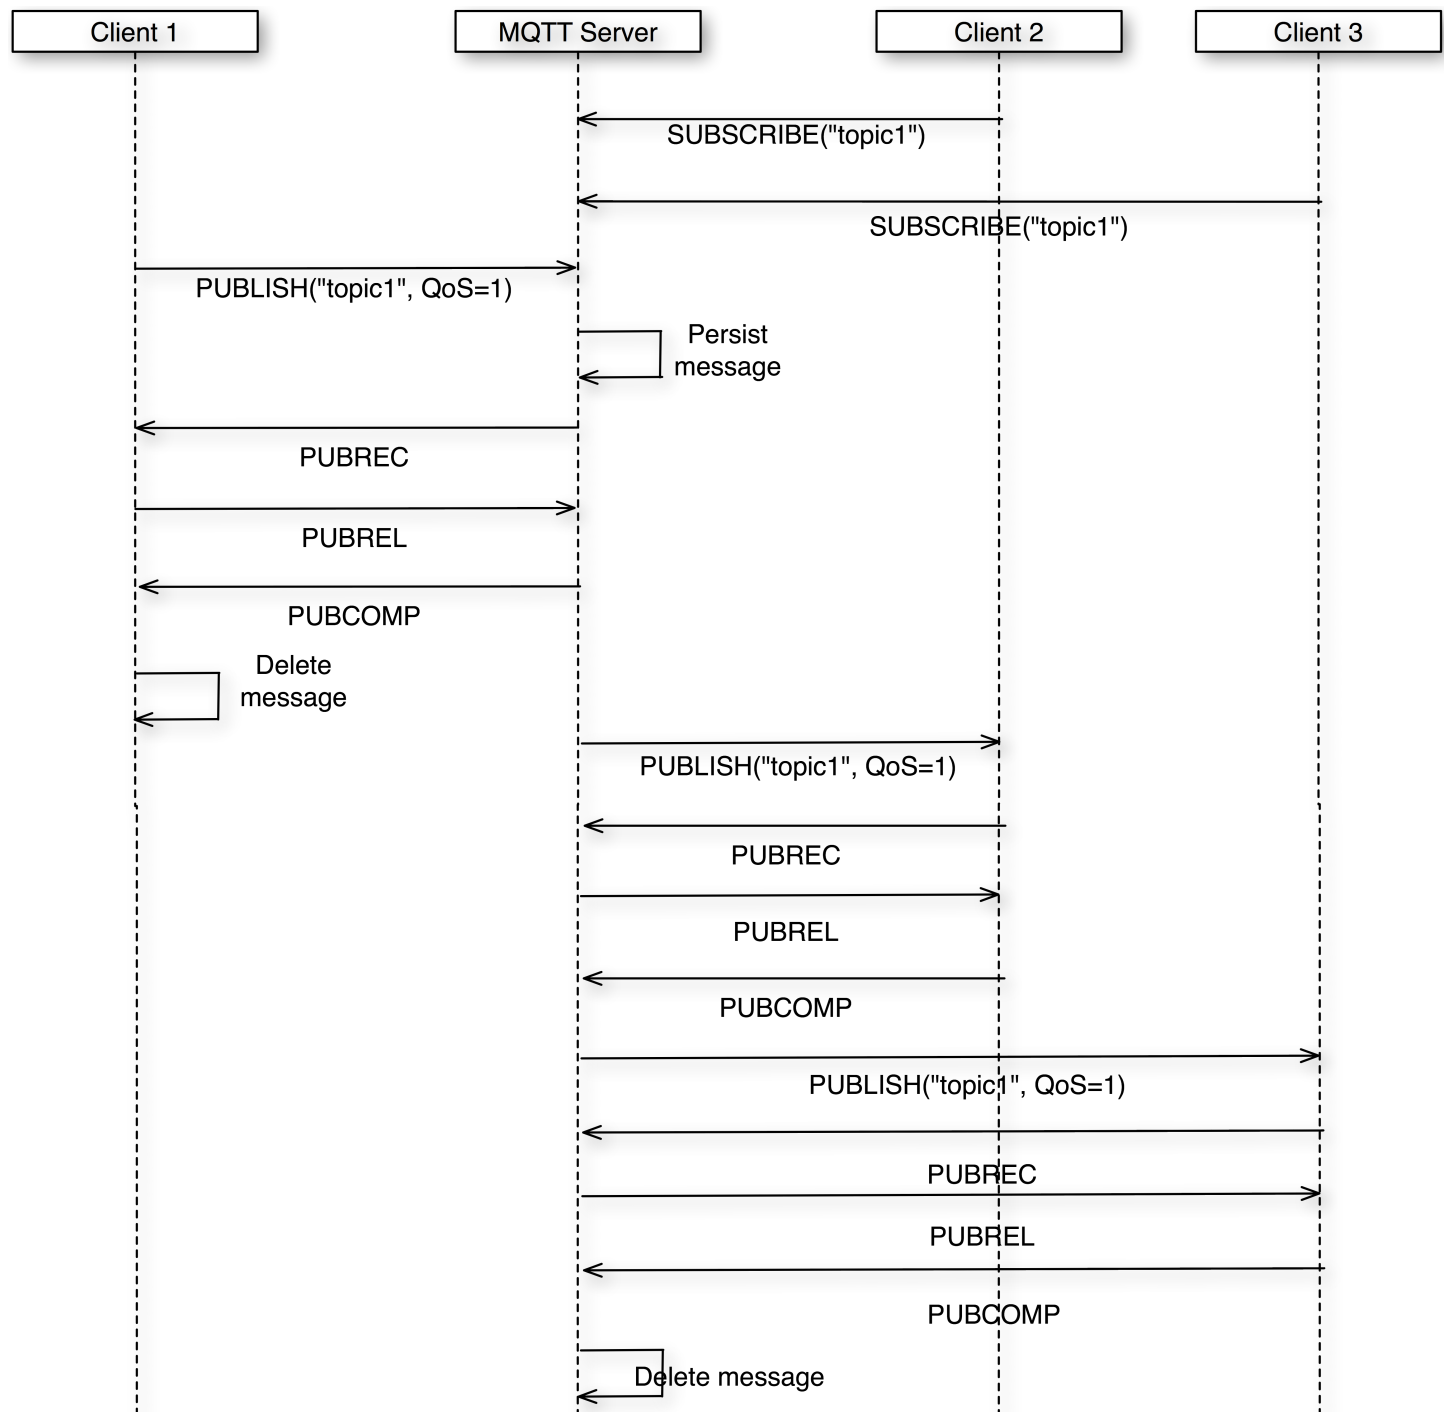 Client 1
MQTT Server
Client 2
Client 3
SUBSCRIBE("topic1")
SUBSCRIBE("topic1")
PUBLISH("topic1", QoS=1)
Persist
message
PUBREC
PUBREL
PUBCOMP
Delete
message
PUBLISH("topic1", QoS=1)
PUBREC
PUBREL
PUBCOMP
PUBLISH("topic1", QoS=1)
PUBREC
PUBREL
PUBCOMP
Delete message